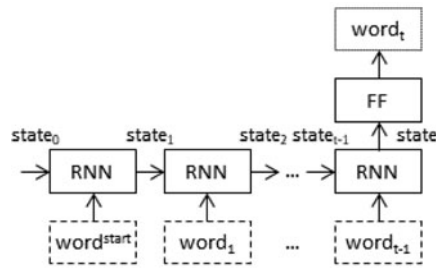 word_t
FF
state_0 state_1 state_2 state_t-1 state
RNN RNN ... RNN
word^start word_1 ... word_t-1